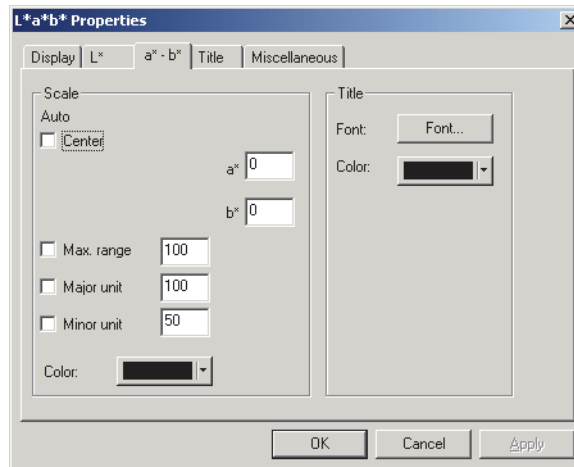 L*a*b* Properties
Display L* a* - b* Title Miscellaneous
Scale
Auto
Center
a* 0
b* 0
Max. range 100
Major unit 100
Minor unit 50
Color:
Title
Font: Font...
Color:
OK Cancel Apply